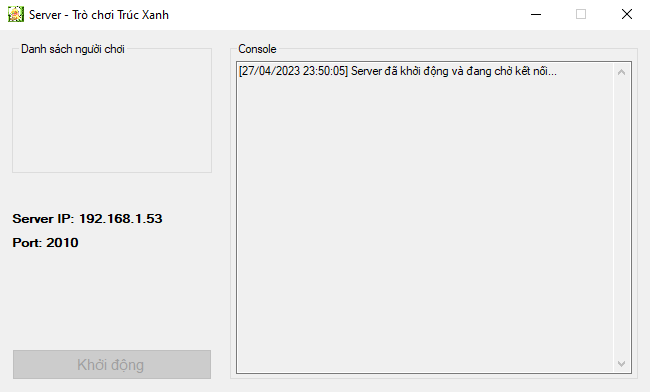 Server - Trò chơi Trúc Xanh
Danh sách người chơi
Console
[27/04/2023 23:50:05] Server đã khởi động và đang chờ kết nối...
Server IP: 192.168.1.53
Port: 2010
Khởi động